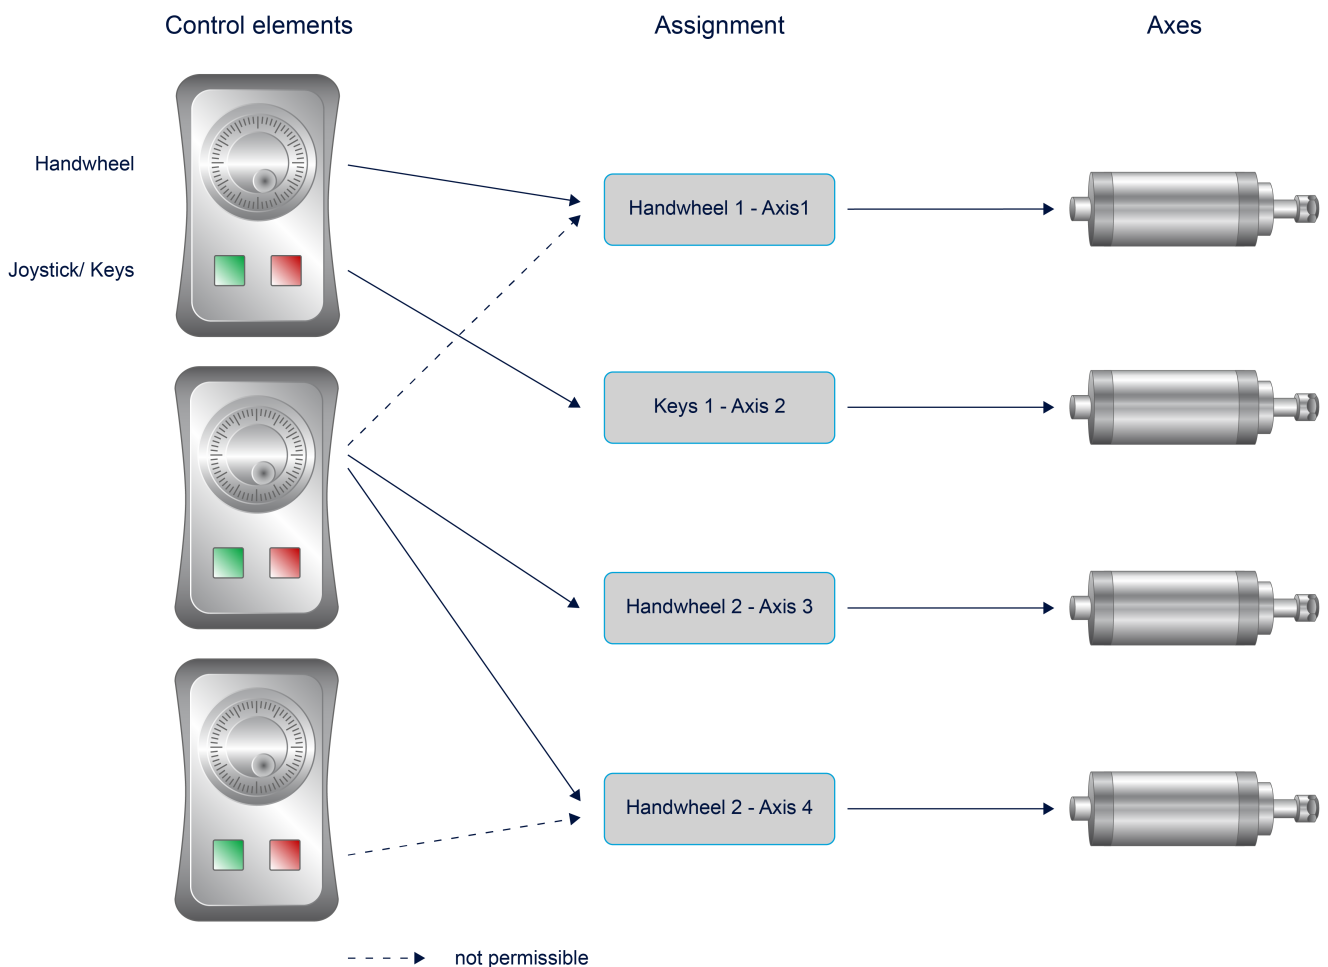 Control elements
Assignment
Axes
Handwheel
Handwheel 1 - Axis1
Joystick/ Keys
Keys 1 - Axis 2
Handwheel 2 - Axis 3
Handwheel 2 - Axis 4
not permissible